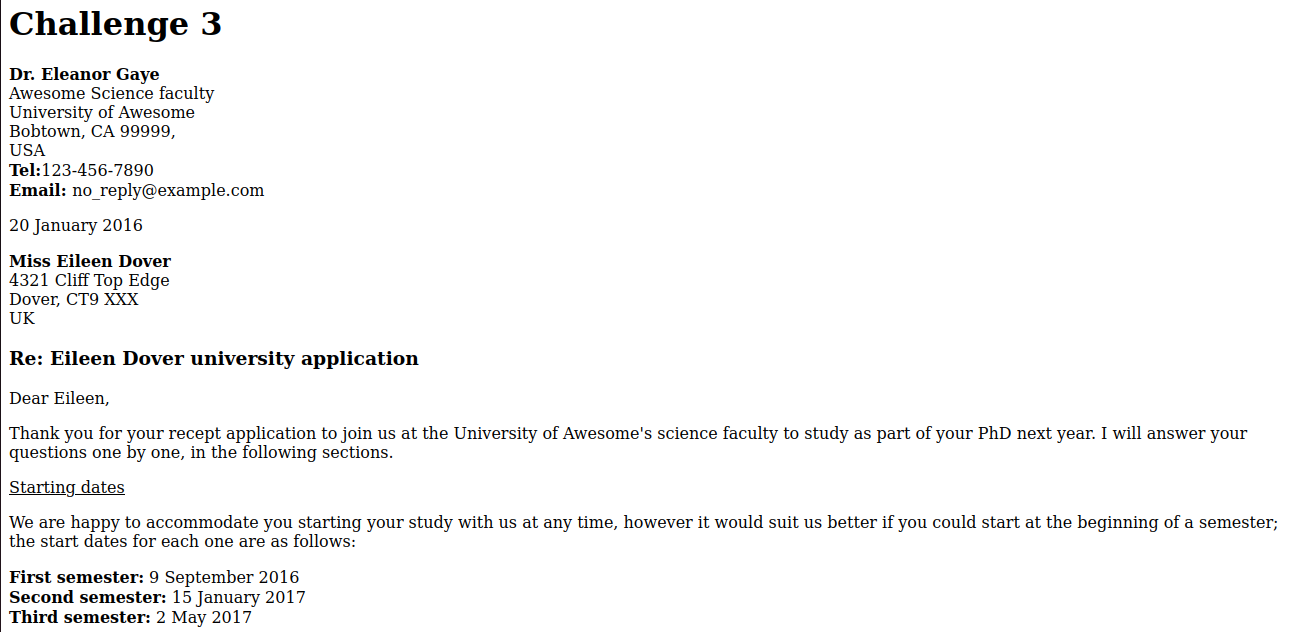 Challenge 3
Dr. Eleanor Gaye
Awesome Science faculty
University of Awesome
Bobtown, CA 99999,
USA
Tel:123-456-7890
Email: no_reply@example.com
20 January 2016
Miss Eileen Dover
4321 Cliff Top Edge
Dover, CT9 XXX
UK
Re: Eileen Dover university application
Dear Eileen,
Thank you for your recept application to join us at the University of Awesome's science faculty to study as part of your PhD next year. I will answer your
questions one by one, in the following sections.
Starting dates
We are happy to accommodate you starting your study with us at any time, however it would suit us better if you could start at the beginning of a semester;
the start dates for each one are as follows:
First semester: 9 September 2016
Second semester: 15 January 2017
Third semester: 2 May 2017